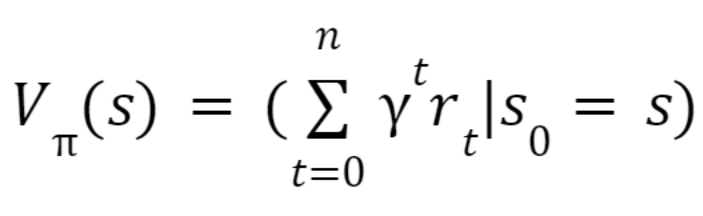 V_π(s) = (∑_{t=0}^{n} γ^t r_t|s_0 = s)